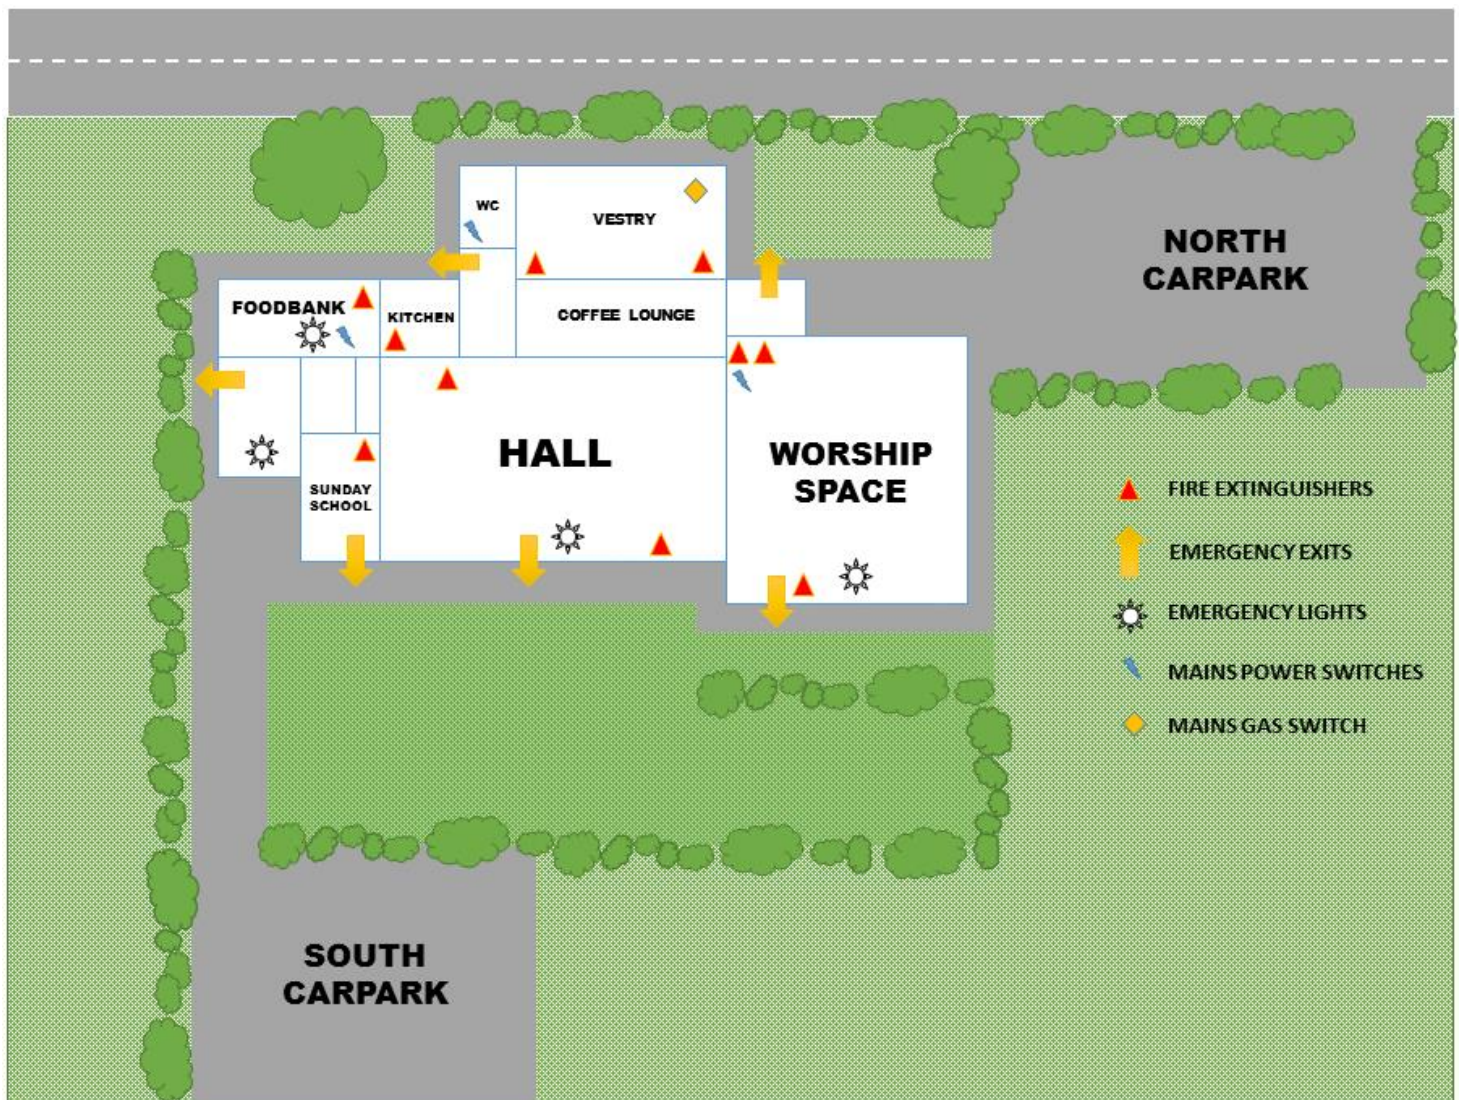 WC
VESTRY
NORTH
CARPARK
FOODBANK
KITCHEN
COFFEE LOUNGE
HALL
WORSHIP
SPACE
SUNDAY
SCHOOL
FIRE EXTINGUISHERS
EMERGENCY EXITS
EMERGENCY LIGHTS
MAINS POWER SWITCHES
MAINS GAS SWITCH
SOUTH
CARPARK